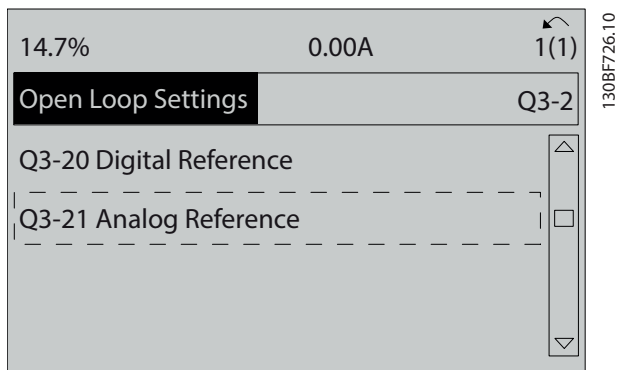 14.7% 0.00A 1(1)
Open Loop Settings Q3-2
Q3-20 Digital Reference
Q3-21 Analog Reference
130BF726.10